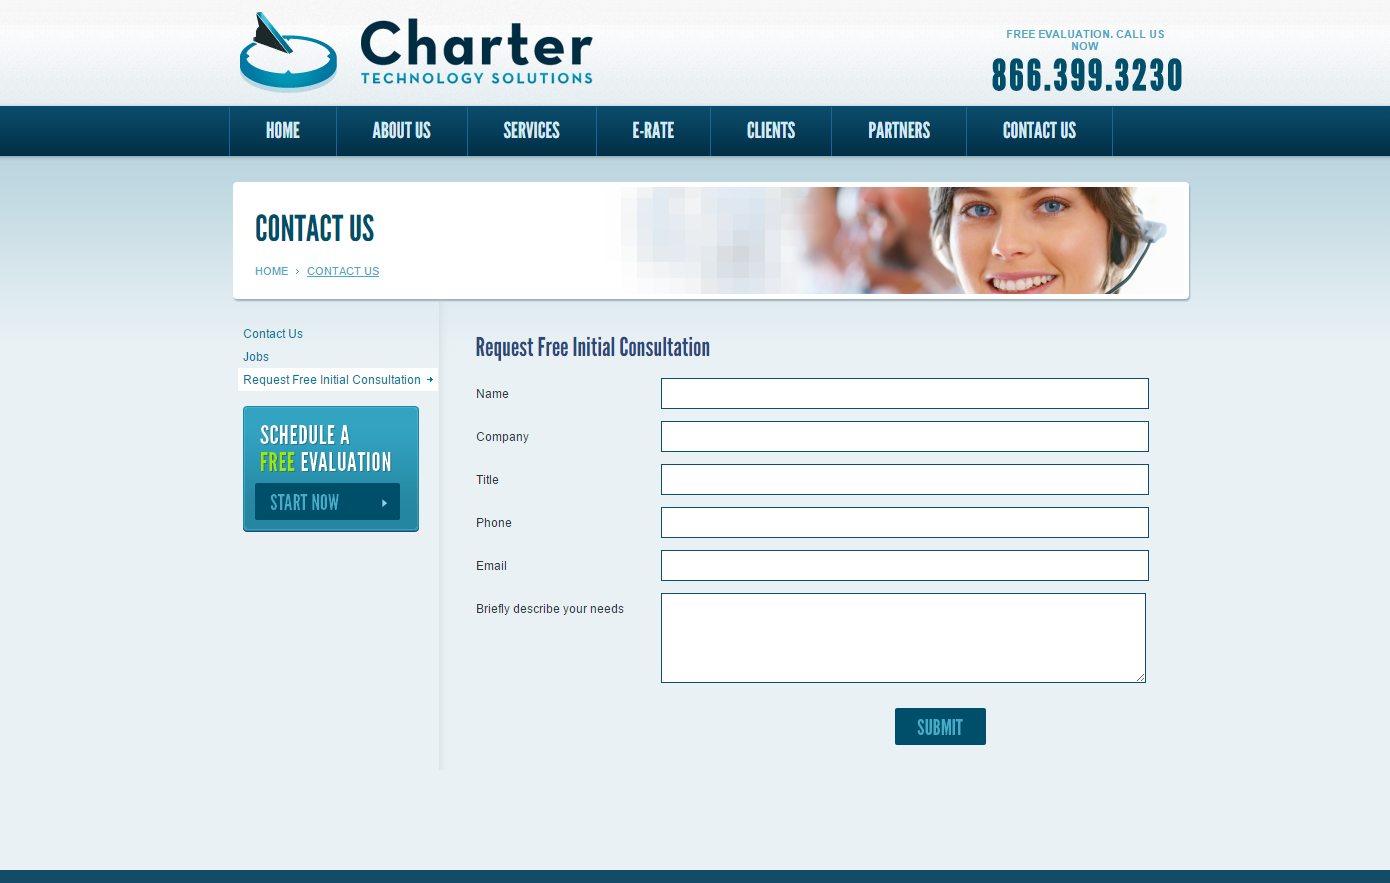 Charter
TECHNOLOGY SOLUTIONS
FREE EVALUATION. CALL US
NOW
866.399.3230
HOME
ABOUT US
SERVICES
E-RATE
CLIENTS
PARTNERS
CONTACT US
CONTACT US
HOME › CONTACT US
Contact Us
Jobs
Request Free Initial Consultation
SCHEDULE A
FREE EVALUATION
START NOW
Request Free Initial Consultation
Name
Company
Title
Phone
Email
Briefly describe your needs
SUBMIT